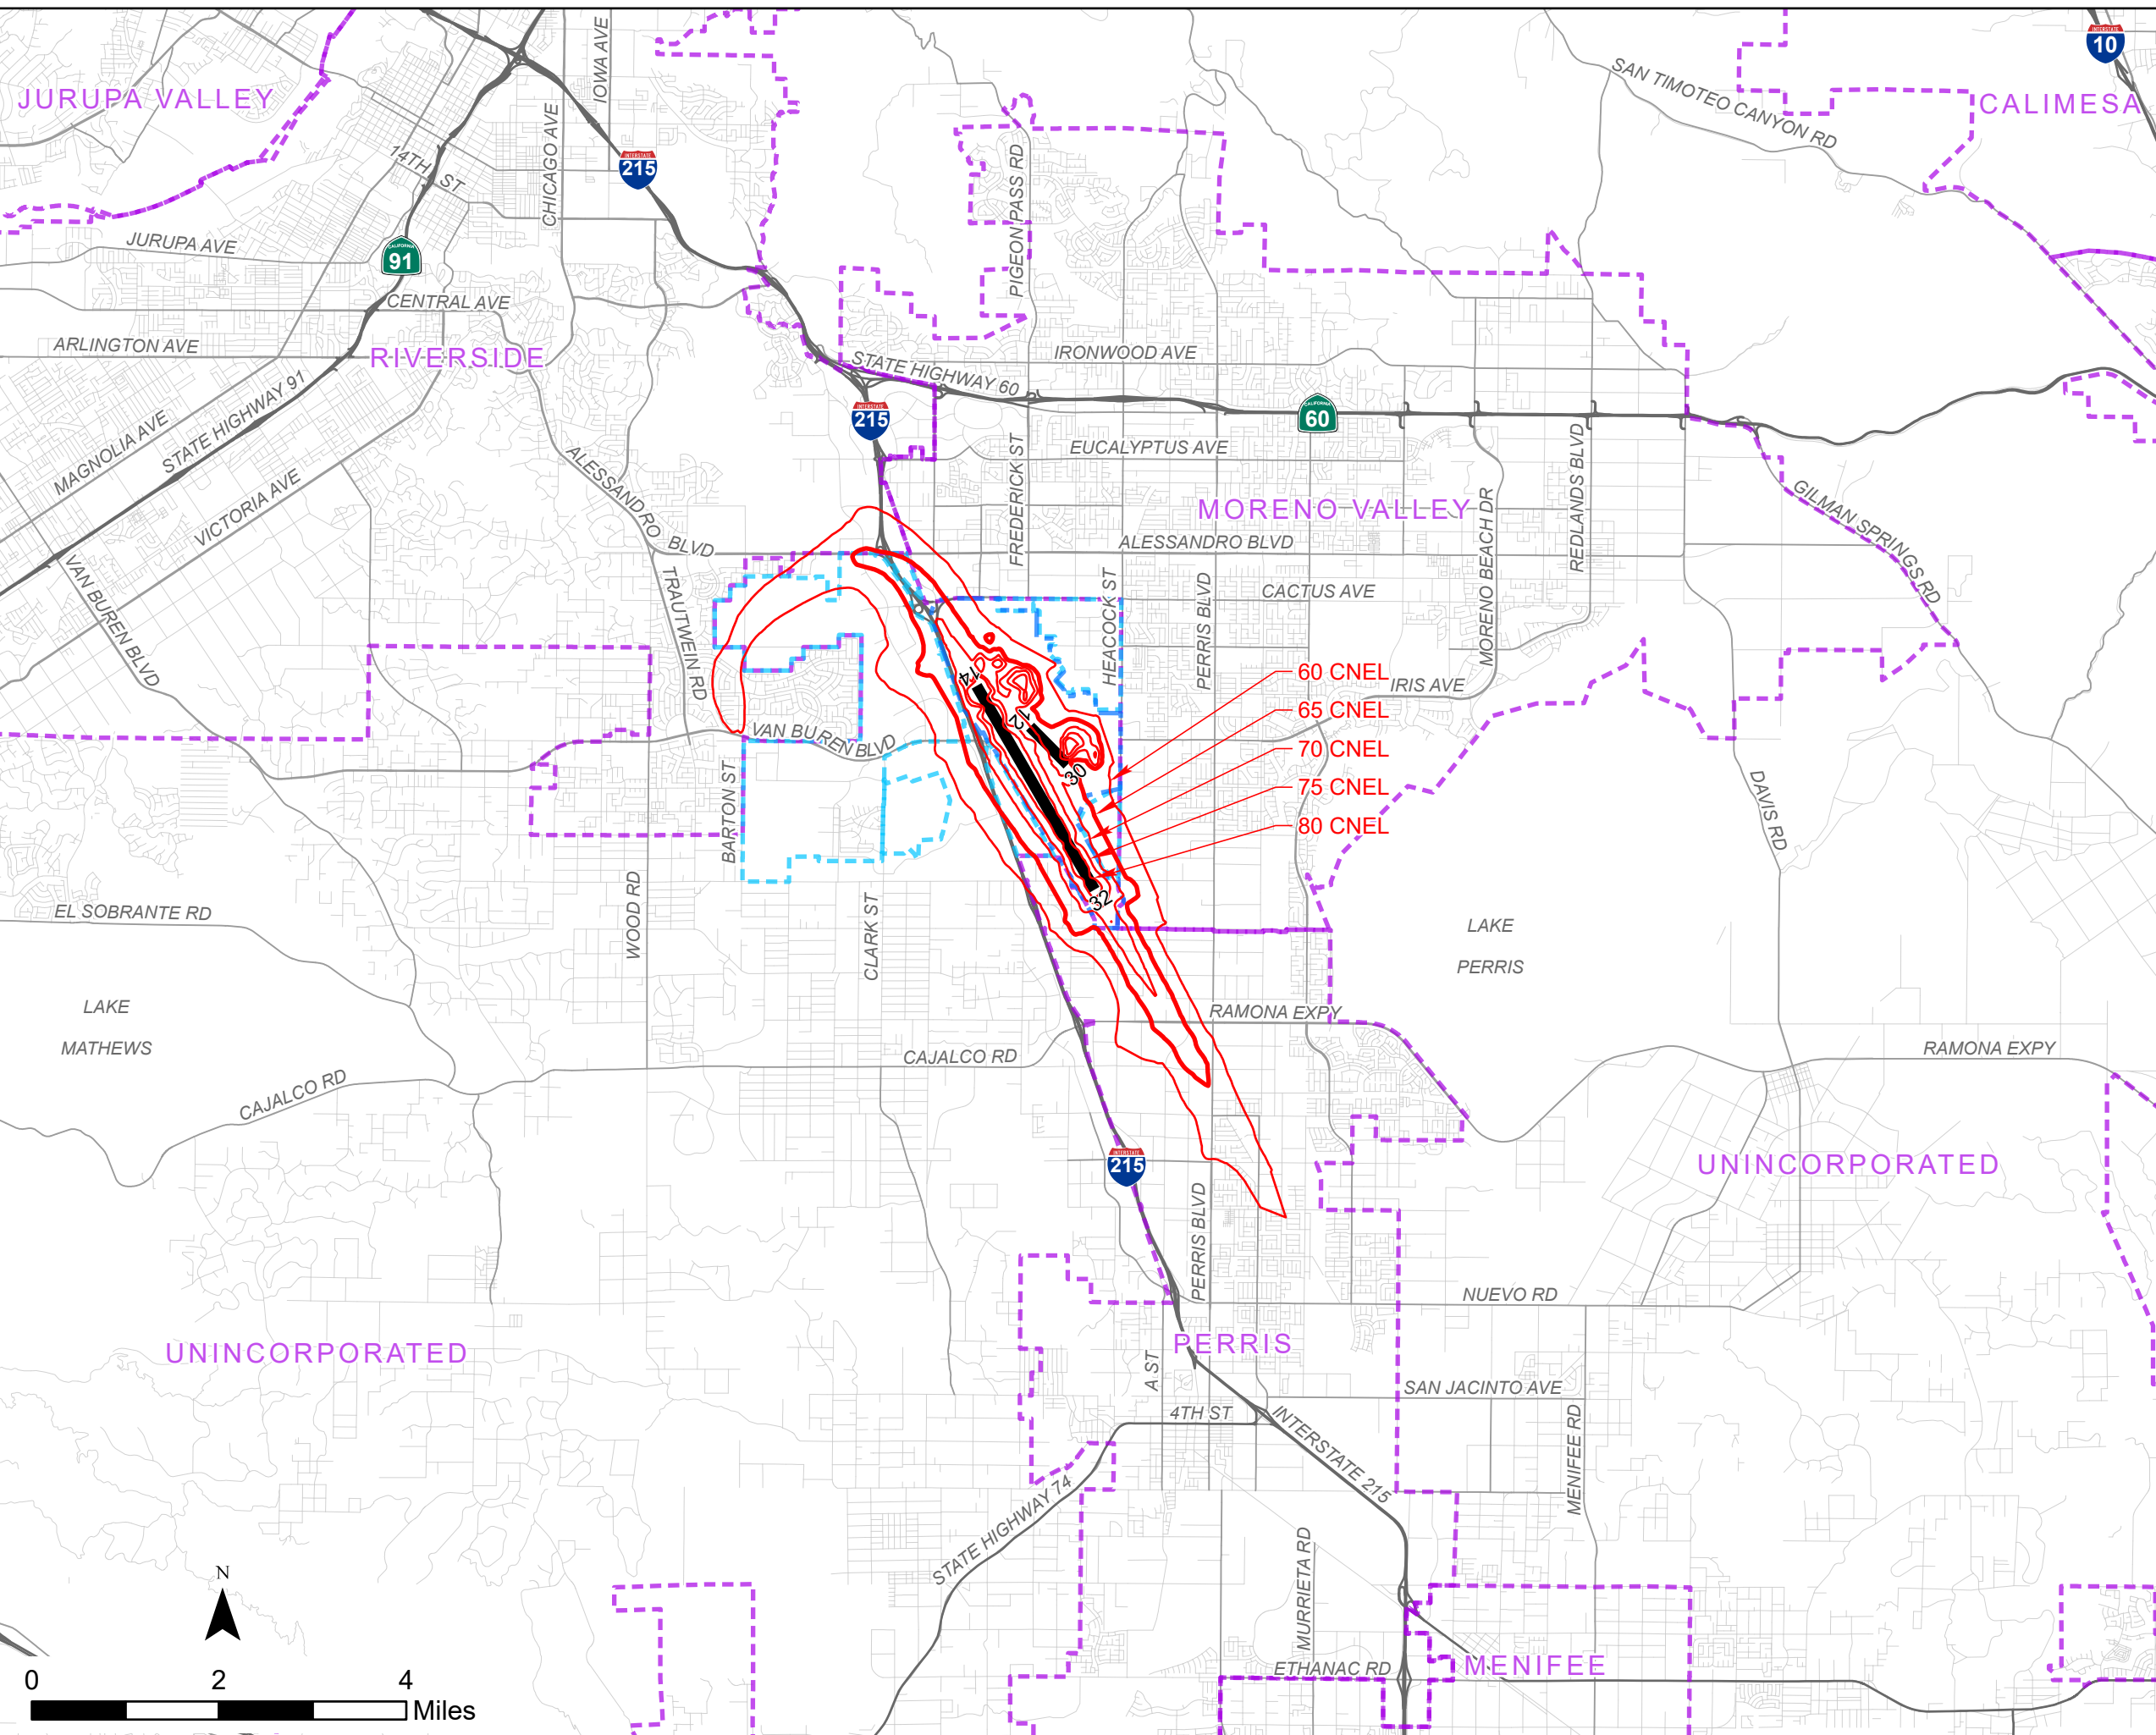 INTERSTATE
10
IOWA AVE
JURUPA VALLEY
SAN TIMOTEO CANYON RD
CALIMESA
CHICAGO AVE
14TH ST
INTERSTATE
215
PIGEON PASS RD
JURUPA AVE
CALIFORNIA
91
CENTRAL AVE
ARLINGTON AVE
RIVERSIDE
IRONWOOD AVE
STATE HIGHWAY 60
INTERSTATE
215
CALIFORNIA
60
MAGNOLIA AVE
STATE HIGHWAY 91
VICTORIA AVE
EUCALYPTUS AVE
FREDERICK ST
REDLANDS BLVD
ALESSANDRO BLVD
MORENO VALLEY
MORENO BEACH DR
GILMAN SPRINGS RD
ALESSANDRO BLVD
VAN BUREN BLVD
TRAUTWEIN RD
HEACOCK ST
PERRIS BLVD
CACTUS AVE
14
60 CNEL
IRIS AVE
65 CNEL
12
VAN BUREN BLVD
70 CNEL
30
75 CNEL
BARTON ST
80 CNEL
DAVIS RD
32
EL SOBRANTE RD
WOOD RD
CLARK ST
LAKE
PERRIS
LAKE
MATHEWS
RAMONA EXPY
CAJALCO RD
RAMONA EXPY
CAJALCO RD
INTERSTATE
215
UNINCORPORATED
PERRIS BLVD
NUEVO RD
UNINCORPORATED
PERRIS
A ST
SAN JACINTO AVE
4TH ST
INTERSTATE 215
MENIFEE RD
STATE HIGHWAY 74
MURRIETA RD
N
ETHANAC RD
MENIFEE
0 2 4
Miles